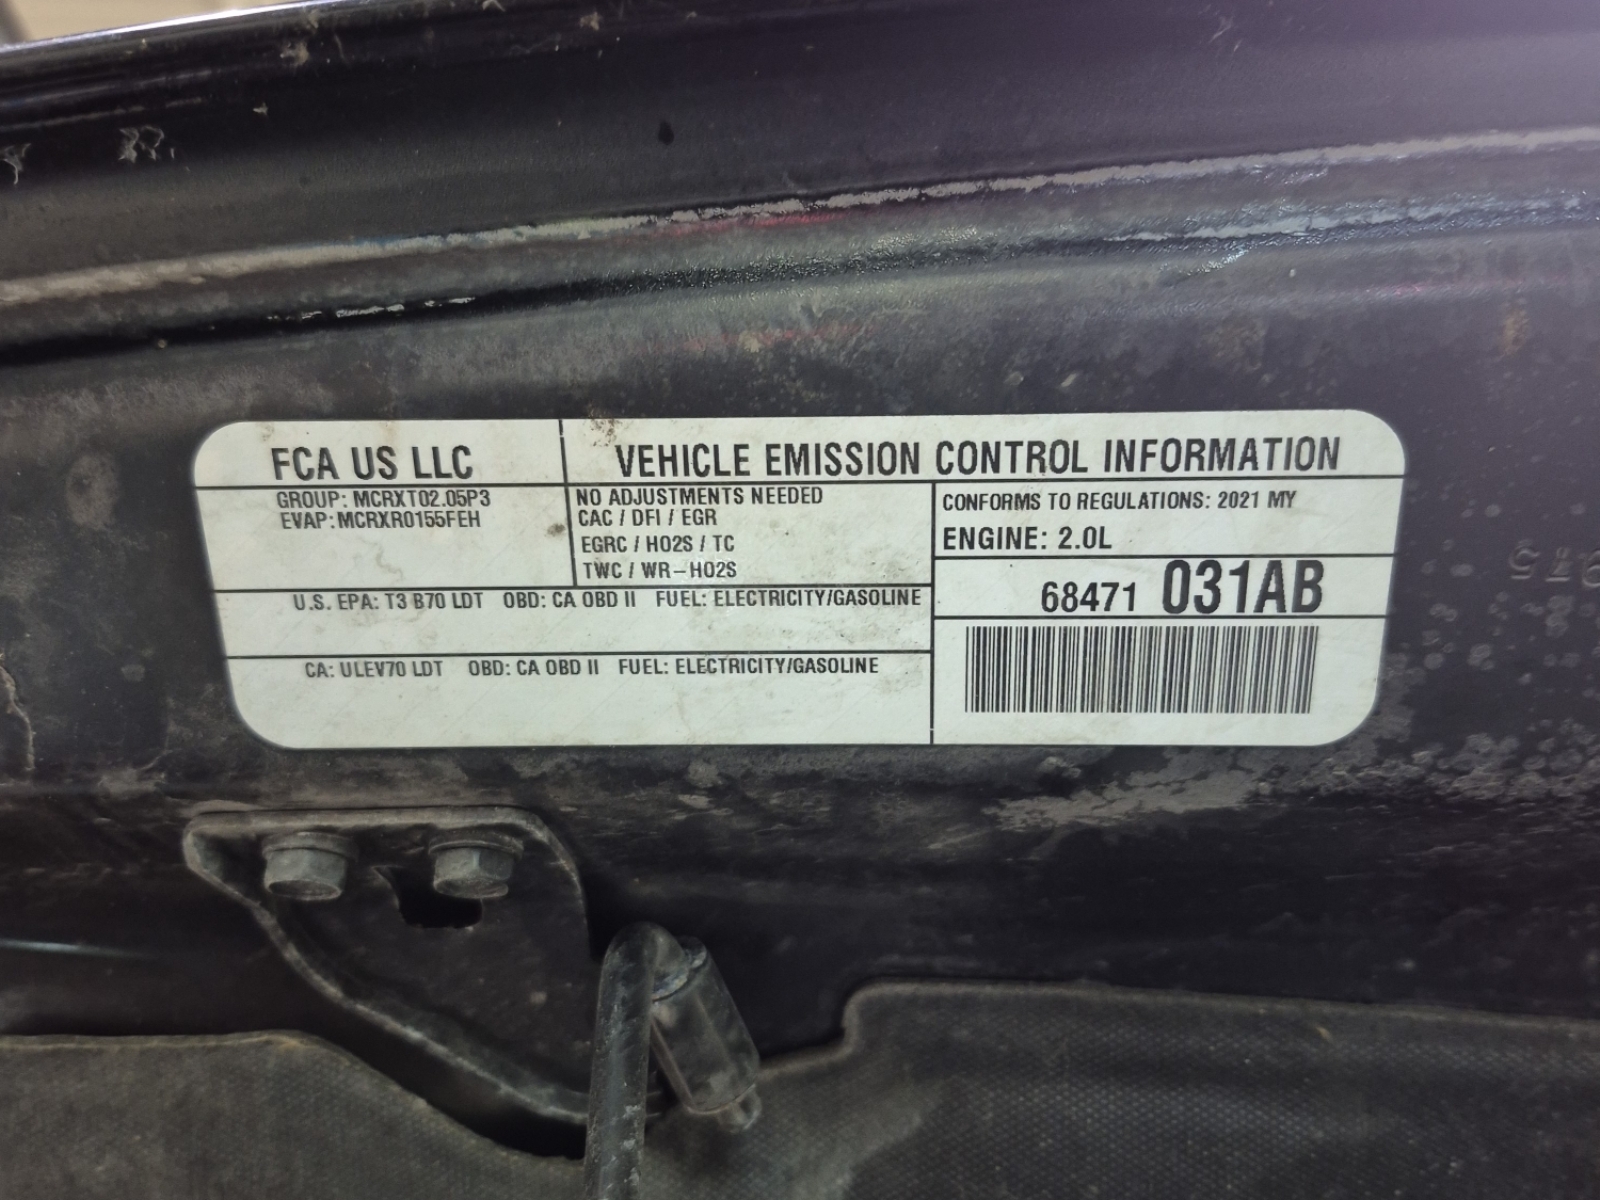 FCA US LLC
VEHICLE EMISSION CONTROL INFORMATION
GROUP: MCRXT02.05P3
EVAP: MCRXR0155FEH
NO ADJUSTMENTS NEEDED
CAC / DFI / EGR
EGRC / HO2S / TC
TWC / WR-HO2S
CONFORMS TO REGULATIONS: 2021 MY
ENGINE: 2.0L
68471 031AB
U.S. EPA: T3 B70 LDT OBD: CA OBD II FUEL: ELECTRICITY/GASOLINE
CA: ULEV70 LDT OBD: CA OBD II FUEL: ELECTRICITY/GASOLINE